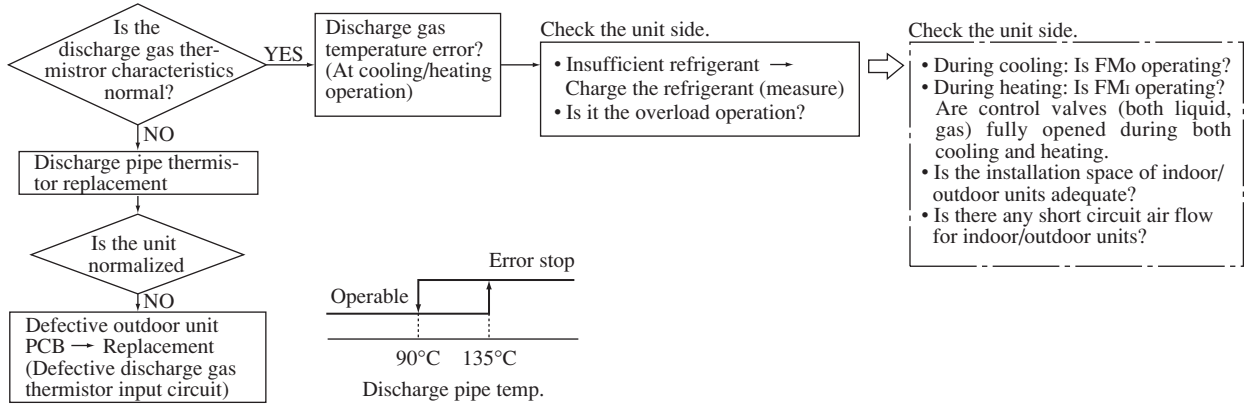 Is the
discharge gas ther-
mistror characteristics
normal?
YES
Discharge gas
temperature error?
(At cooling/heating
operation)
Check the unit side.
• Insufficient refrigerant →
Charge the refrigerant (measure)
• Is it the overload operation?
Check the unit side.
• During cooling: Is FMO operating?
• During heating: Is FMI operating?
Are control valves (both liquid,
gas) fully opened during both
cooling and heating.
• Is the installation space of indoor/
outdoor units adequate?
• Is there any short circuit air flow
for indoor/outdoor units?
NO
Discharge pipe thermis-
tor replacement
Is the unit
normalized
NO
Defective outdoor unit
PCB → Replacement
(Defective discharge gas
thermistor input circuit)
Error stop
Operable
90°C
135°C
Discharge pipe temp.